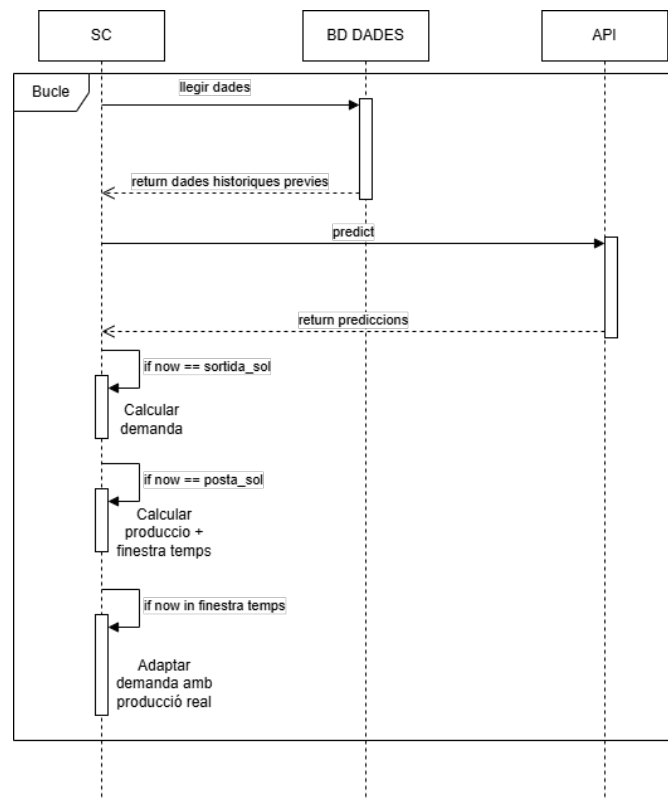 SC
BD DADES
API
Bucle
llegir dades
return dades historiques previes
predict
return prediccions
if now == sortida_sol
Calcular
demanda
if now == posta_sol
Calcular
produccio +
finestra temps
if now in finestra temps
Adaptar
demanda amb
producció real